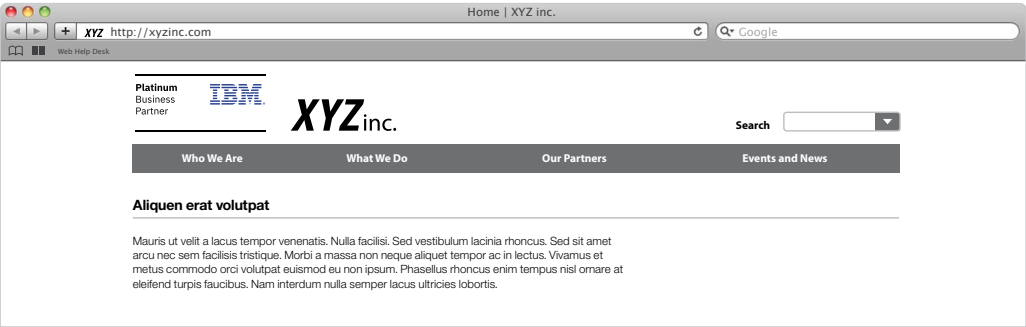 Home | XYZ inc.
XYZ http://xyzinc.com
Google
Web Help Desk
Platinum
Business
Partner
IBM.
XYZ inc.
Search
Who We Are What We Do Our Partners Events and News
Aliquen erat volutpat
Mauris ut velit a lacus tempor venenatis. Nulla facilisi. Sed vestibulum lacinia rhoncus. Sed sit amet
arcu nec sem facilisis tristique. Morbi a massa non neque aliquet tempor ac in lectus. Vivamus et
metus commodo orci volutpat euismod eu non ipsum. Phasellus rhoncus enim tempus nisl ornare at
eleifend turpis faucibus. Nam interdum nulla semper lacus ultricies lobortis.